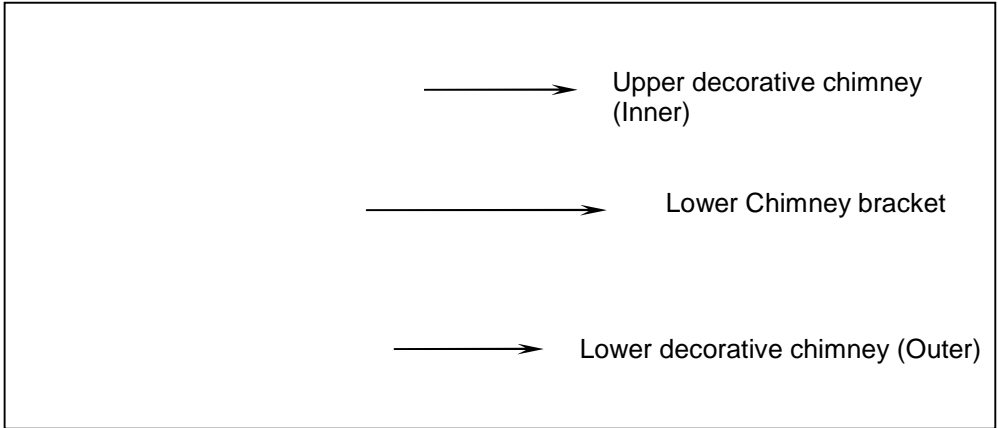 Upper decorative chimney
(Inner)
Lower Chimney bracket
Lower decorative chimney (Outer)